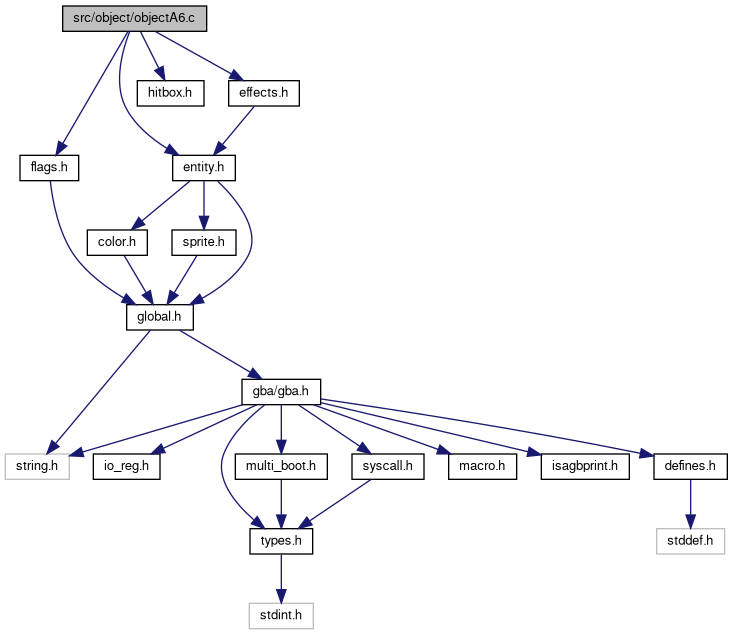 src/object/objectA6.c
hitbox.h
effects.h
flags.h
entity.h
color.h
sprite.h
global.h
gba/gba.h
string.h
io_reg.h
multi_boot.h
syscall.h
macro.h
isagbprint.h
defines.h
types.h
stddef.h
stdint.h